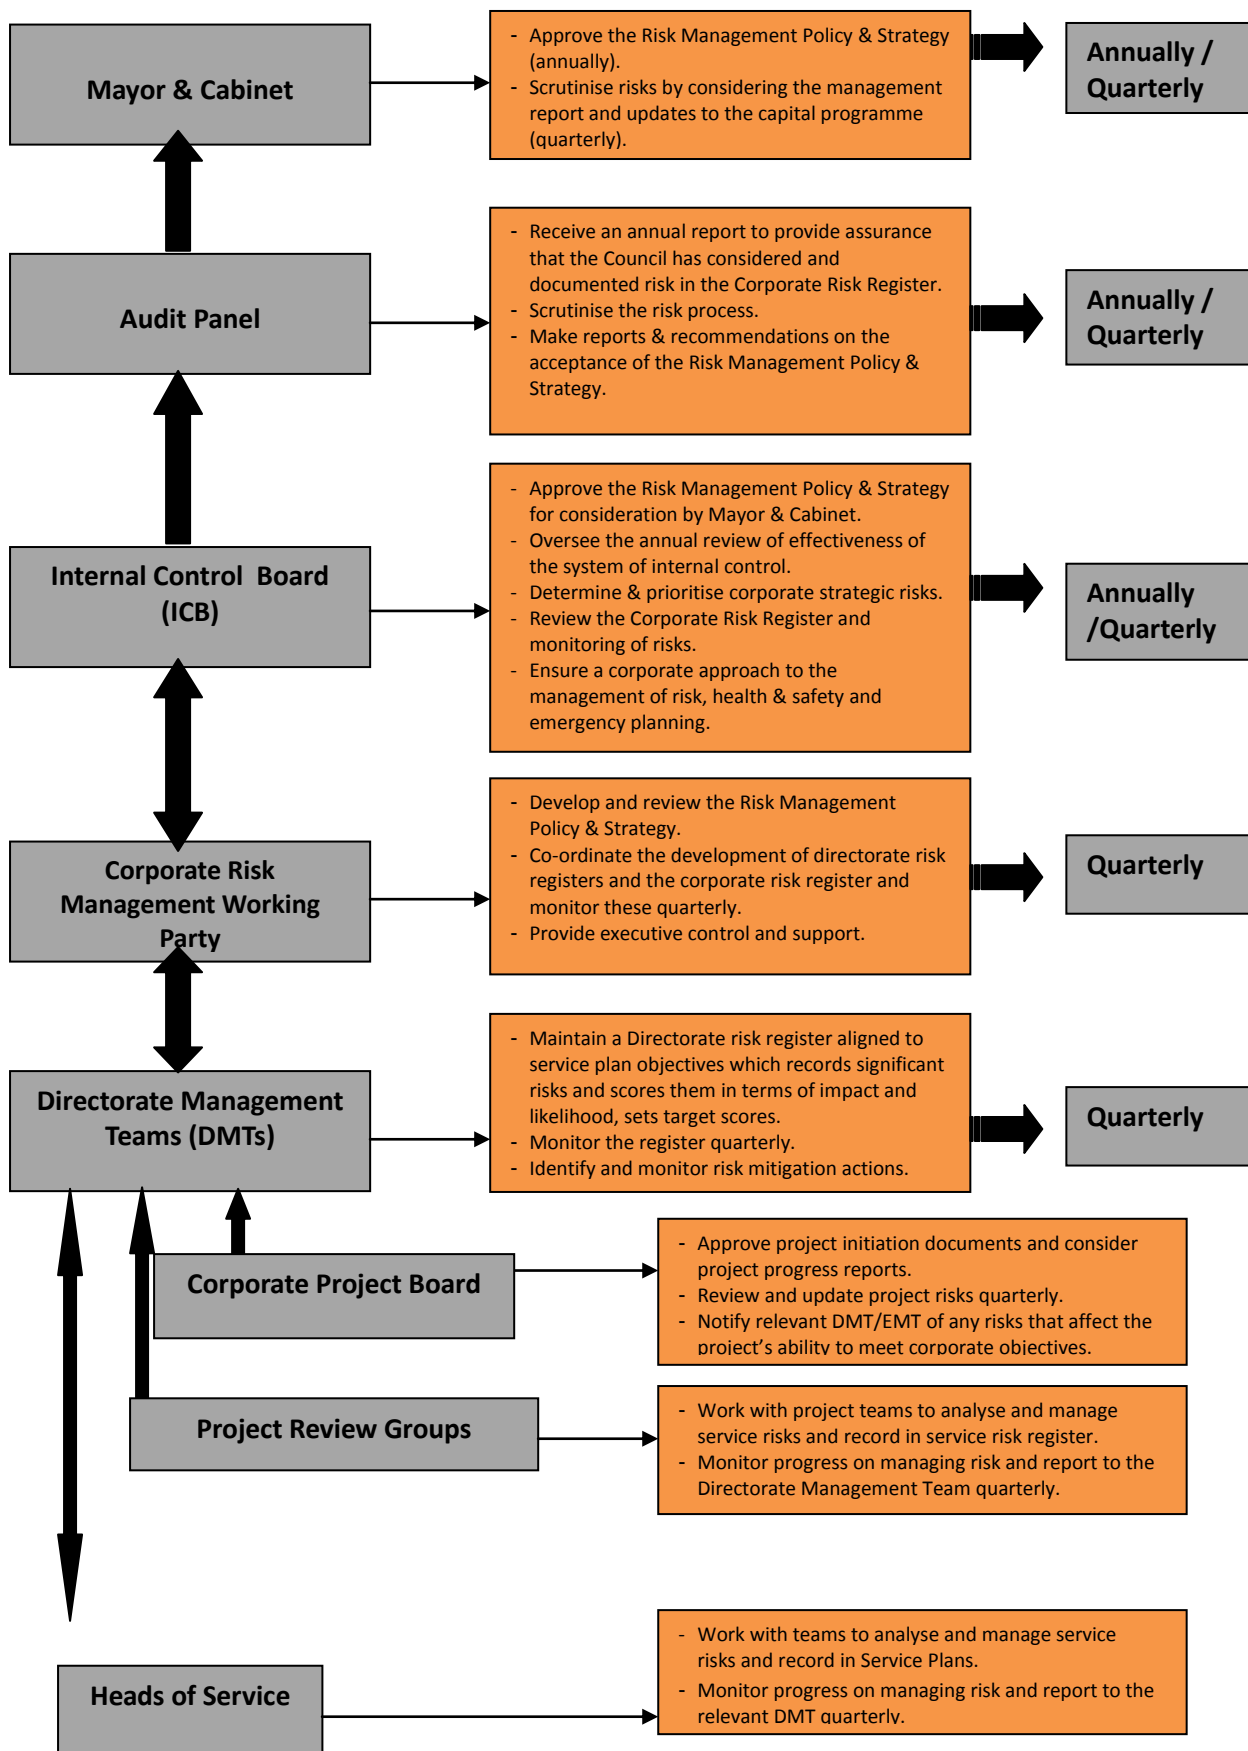 Mayor & Cabinet
- Approve the Risk Management Policy & Strategy
(annually).
- Scrutinise risks by considering the management
report and updates to the capital programme
(quarterly).
Annually /
Quarterly
Audit Panel
- Receive an annual report to provide assurance
that the Council has considered and
documented risk in the Corporate Risk Register.
- Scrutinise the risk process.
- Make reports & recommendations on the
acceptance of the Risk Management Policy &
Strategy.
Annually /
Quarterly
Internal Control Board
(ICB)
- Approve the Risk Management Policy & Strategy
for consideration by Mayor & Cabinet.
- Oversee the annual review of effectiveness of
the system of internal control.
- Determine & prioritise corporate strategic risks.
- Review the Corporate Risk Register and
monitoring of risks.
- Ensure a corporate approach to the
management of risk, health & safety and
emergency planning.
Annually
/Quarterly
Corporate Risk
Management Working
Party
- Develop and review the Risk Management
Policy & Strategy.
- Co-ordinate the development of directorate risk
registers and the corporate risk register and
monitor these quarterly.
- Provide executive control and support.
Quarterly
Directorate Management
Teams (DMTs)
- Maintain a Directorate risk register aligned to
service plan objectives which records significant
risks and scores them in terms of impact and
likelihood, sets target scores.
- Monitor the register quarterly.
- Identify and monitor risk mitigation actions.
Quarterly
Corporate Project Board
- Approve project initiation documents and consider
project progress reports.
- Review and update project risks quarterly.
- Notify relevant DMT/EMT of any risks that affect the
project's ability to meet corporate objectives.
Project Review Groups
- Work with project teams to analyse and manage
service risks and record in service risk register.
- Monitor progress on managing risk and report to the
Directorate Management Team quarterly.
Heads of Service
- Work with teams to analyse and manage service
risks and record in Service Plans.
- Monitor progress on managing risk and report to the
relevant DMT quarterly.